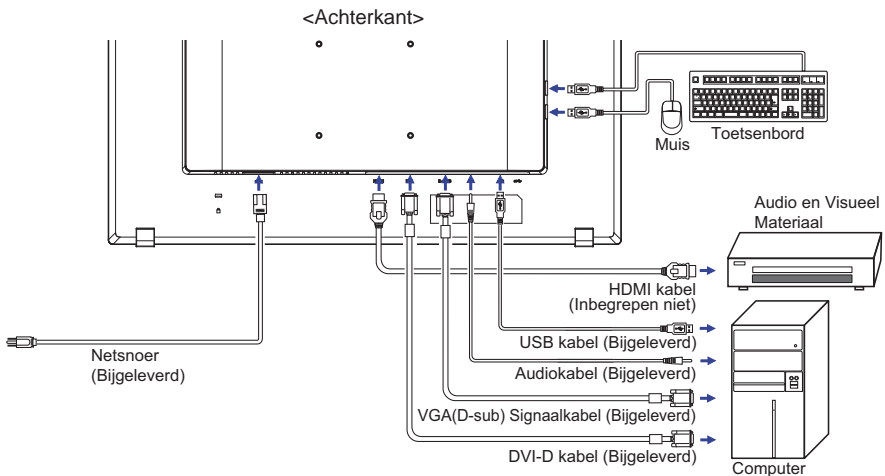 <Achterkant>
Muis
Toetsenbord
Audio en Visueel
Materiaal
HDMI kabel
(Inbegrepen niet)
USB kabel (Bijgeleverd)
Netsnoer
(Bijgeleverd)
Audiokabel (Bijgeleverd)
VGA(D-sub) Signaalkabel (Bijgeleverd)
DVI-D kabel (Bijgeleverd)
Computer